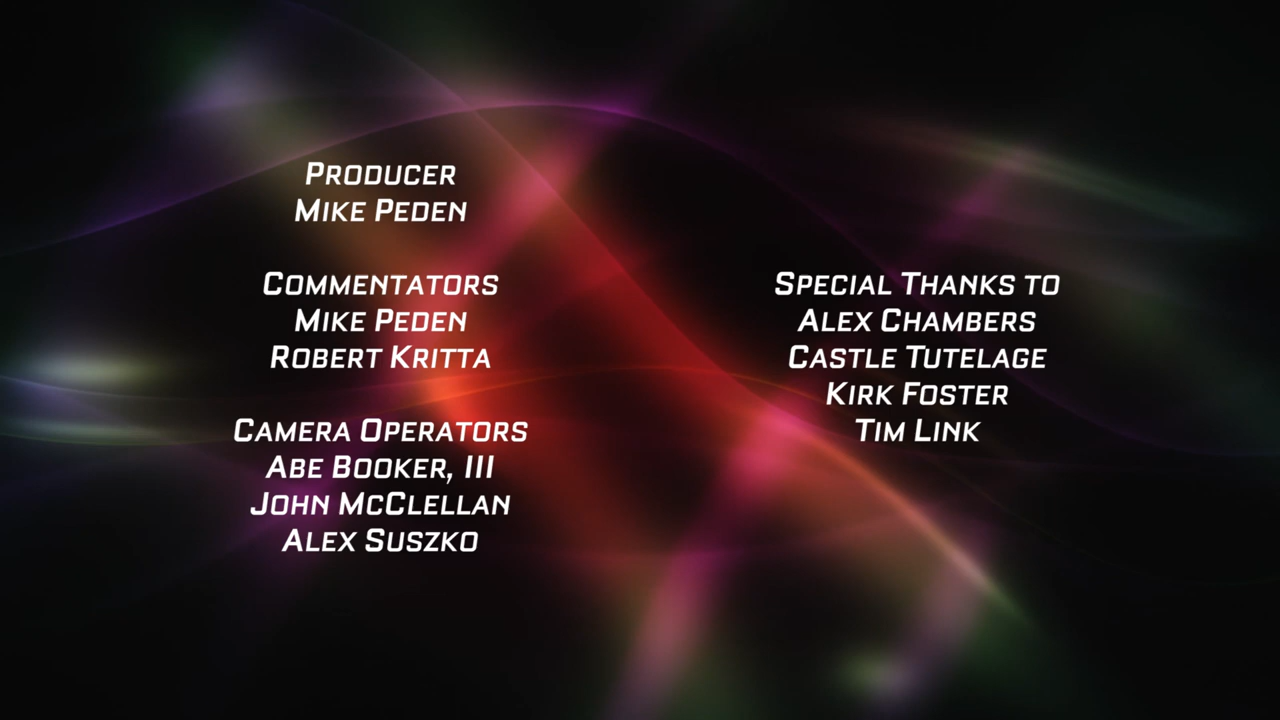 Producer
Mike Peden
Commentators
Mike Peden
Robert Kritta
Camera Operators
Abe Booker, III
John McClellan
Alex Suszko
Special Thanks to
Alex Chambers
Castle Tutelage
Kirk Foster
Tim Link